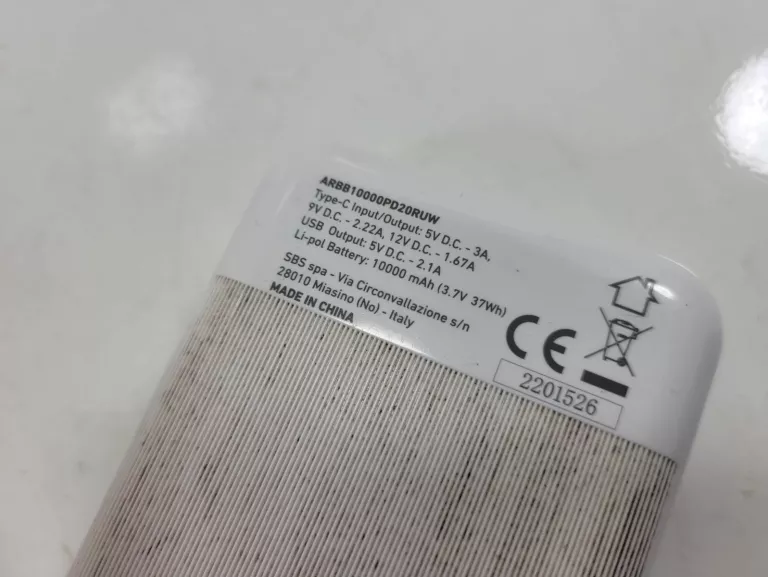 ARBB10000PD20RUW
Type-C Input/Output: 5V D.C. - 3A,
9V D.C. - 2.22A, 12V D.C. - 1.67A
USB Output: 5V D.C. - 2.1A
Li-pol Battery: 10000 mAh (3.7V 37Wh)
SBS spa - Via Circonvallazione s/n
28010 Miasino (No) - Italy
MADE IN CHINA
CE
2201526